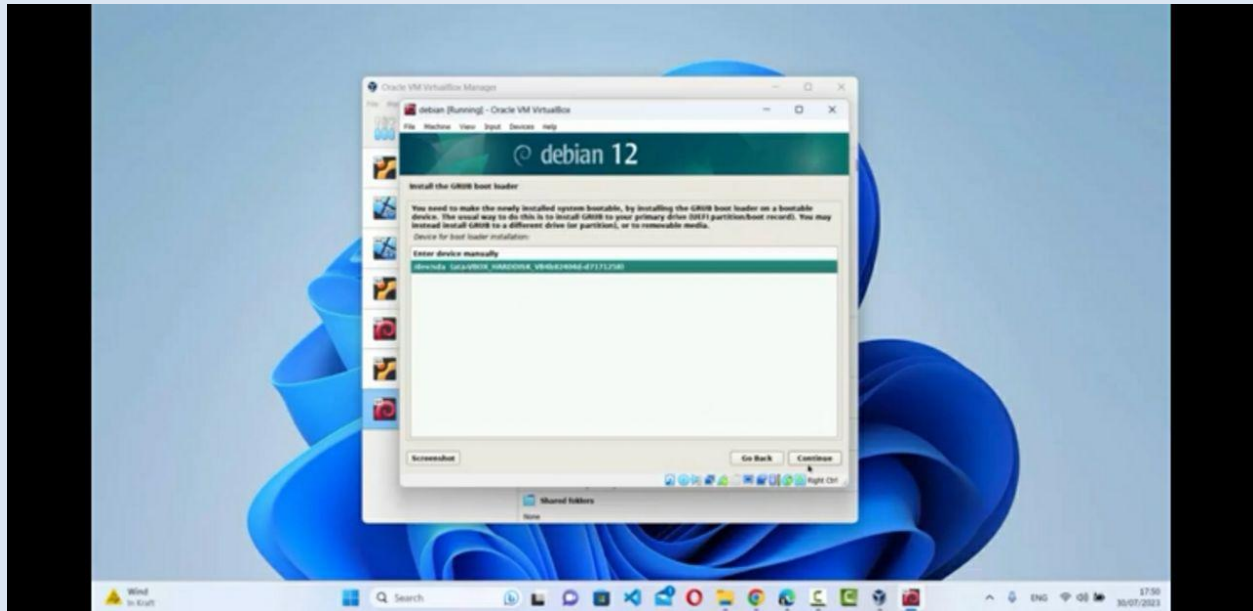 Oracle VM VirtualBox Manager
debian [Running] - Oracle VM VirtualBox
File Machine View Input Devices Help
debian 12
Install the GRUB boot loader
You need to make the newly installed system bootable, by installing the GRUB boot loader on a bootable
device. The usual way to do this is to install GRUB to your primary drive (UEFI partition/boot record). You may
instead install GRUB to a different drive (or partition), or to removable media.
Device for boot loader installation:
Enter device manually
/dev/sda
Screenshot
Go Back
Continue
Right Ctrl
Shared folders
None
Wind
In Kraft
Search
ENG
17:50
30/07/2023